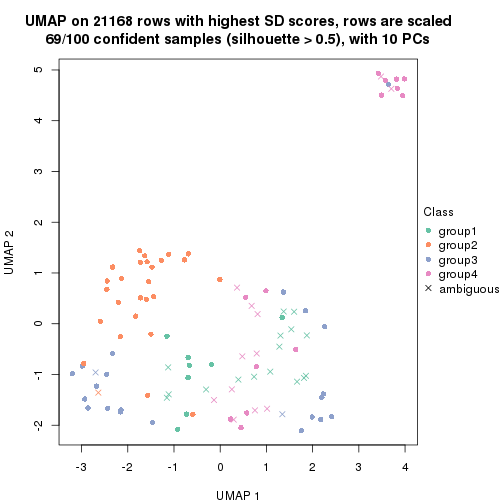 UMAP on 21168 rows with highest SD scores, rows are scaled
69/100 confident samples (silhouette > 0.5), with 10 PCs
UMAP 2
5
4
3
2
1
0
-1
-2
-3
-2
-1
0
1
2
3
4
UMAP 1
Class
group1
group2
group3
group4
ambiguous